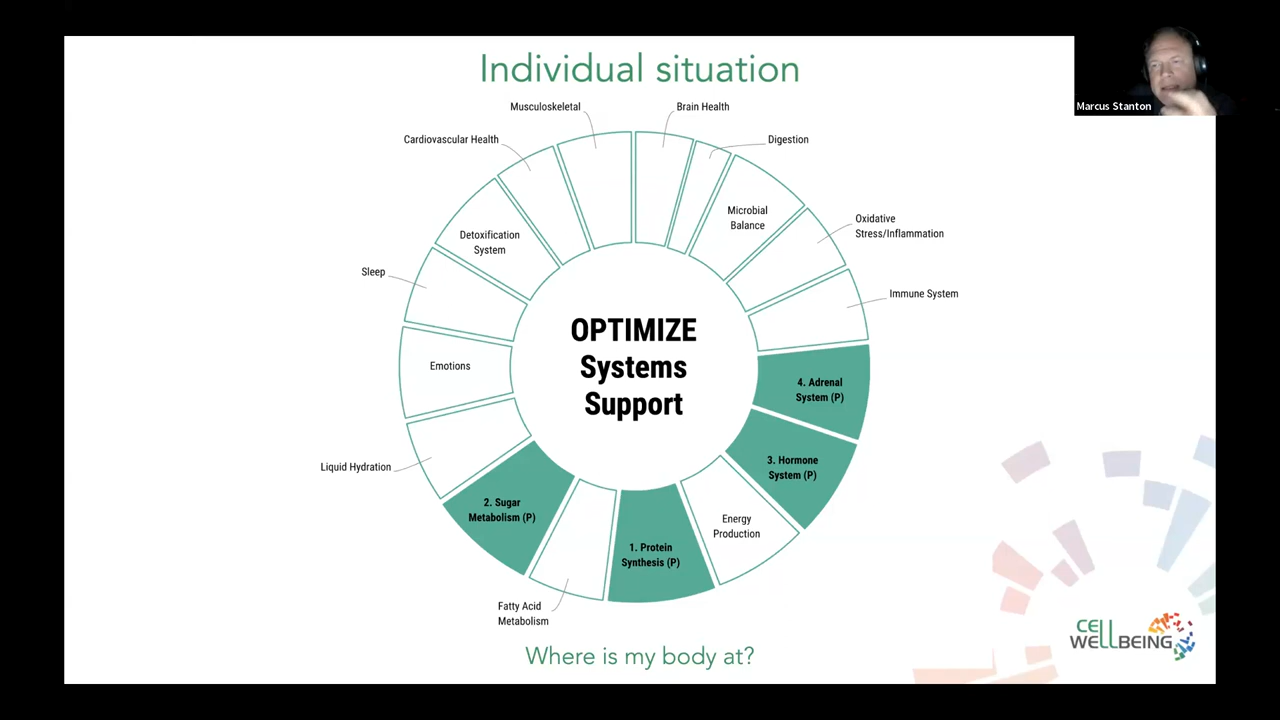 Individual situation
Marcus Stanton
Musculoskeletal
Brain Health
Cardiovascular Health
Digestion
Microbial
Balance
Oxidative
Stress/Inflammation
Detoxification
System
Sleep
Immune System
OPTIMIZE
Systems
Support
Emotions
4. Adrenal
System (P)
Liquid Hydration
3. Hormone
System (P)
2. Sugar
Metabolism (P)
Energy
Production
1. Protein
Synthesis (P)
Fatty Acid
Metabolism
Where is my body at?
CELL
WELLBEING